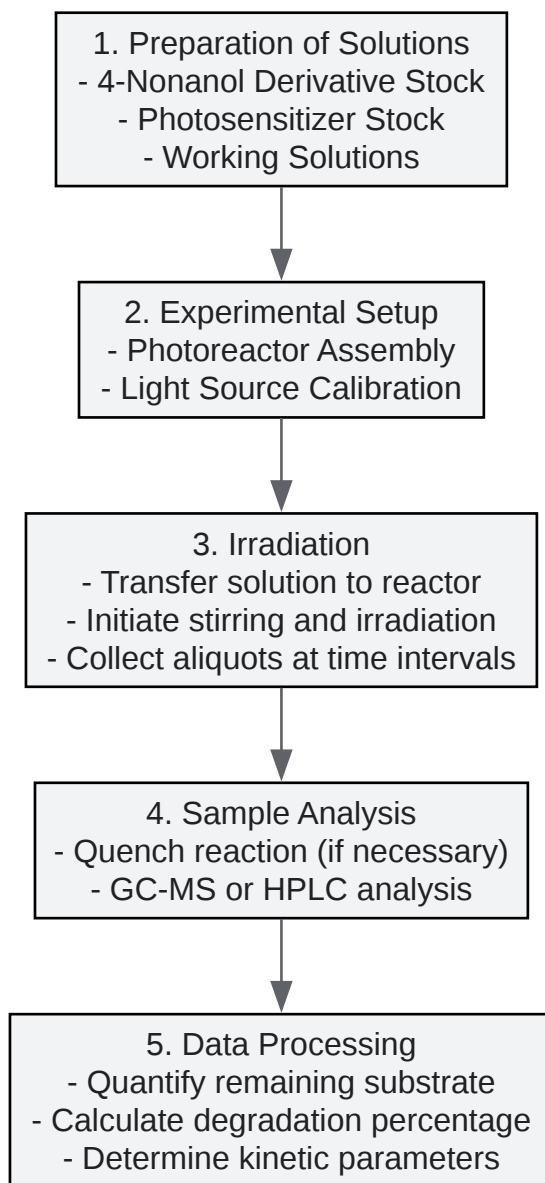 1. Preparation of Solutions
- 4-Nonanol Derivative Stock
- Photosensitizer Stock
- Working Solutions
2. Experimental Setup
- Photoreactor Assembly
- Light Source Calibration
3. Irradiation
- Transfer solution to reactor
- Initiate stirring and irradiation
- Collect aliquots at time intervals
4. Sample Analysis
- Quench reaction (if necessary)
- GC-MS or HPLC analysis
5. Data Processing
- Quantify remaining substrate
- Calculate degradation percentage
- Determine kinetic parameters